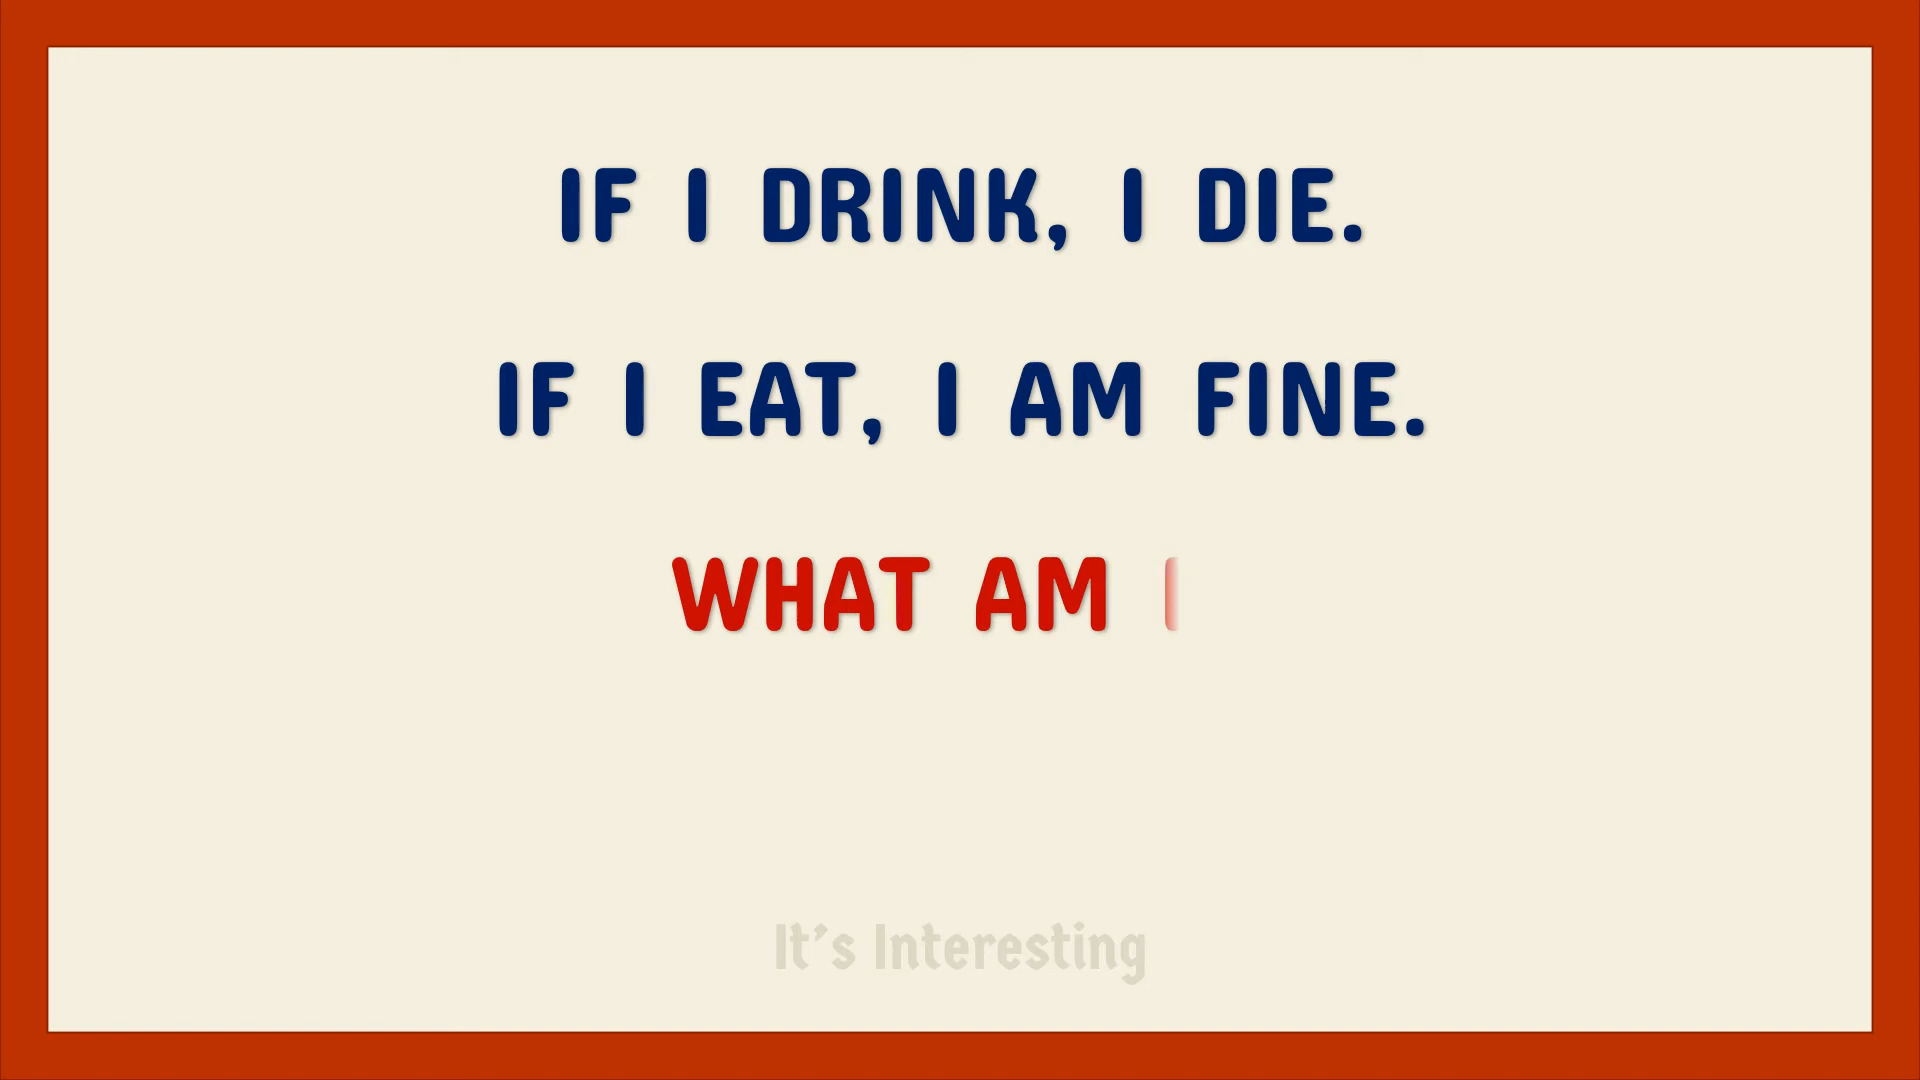 IF I DRINK, I DIE.
IF I EAT, I AM FINE.
WHAT AM I
It's Interesting